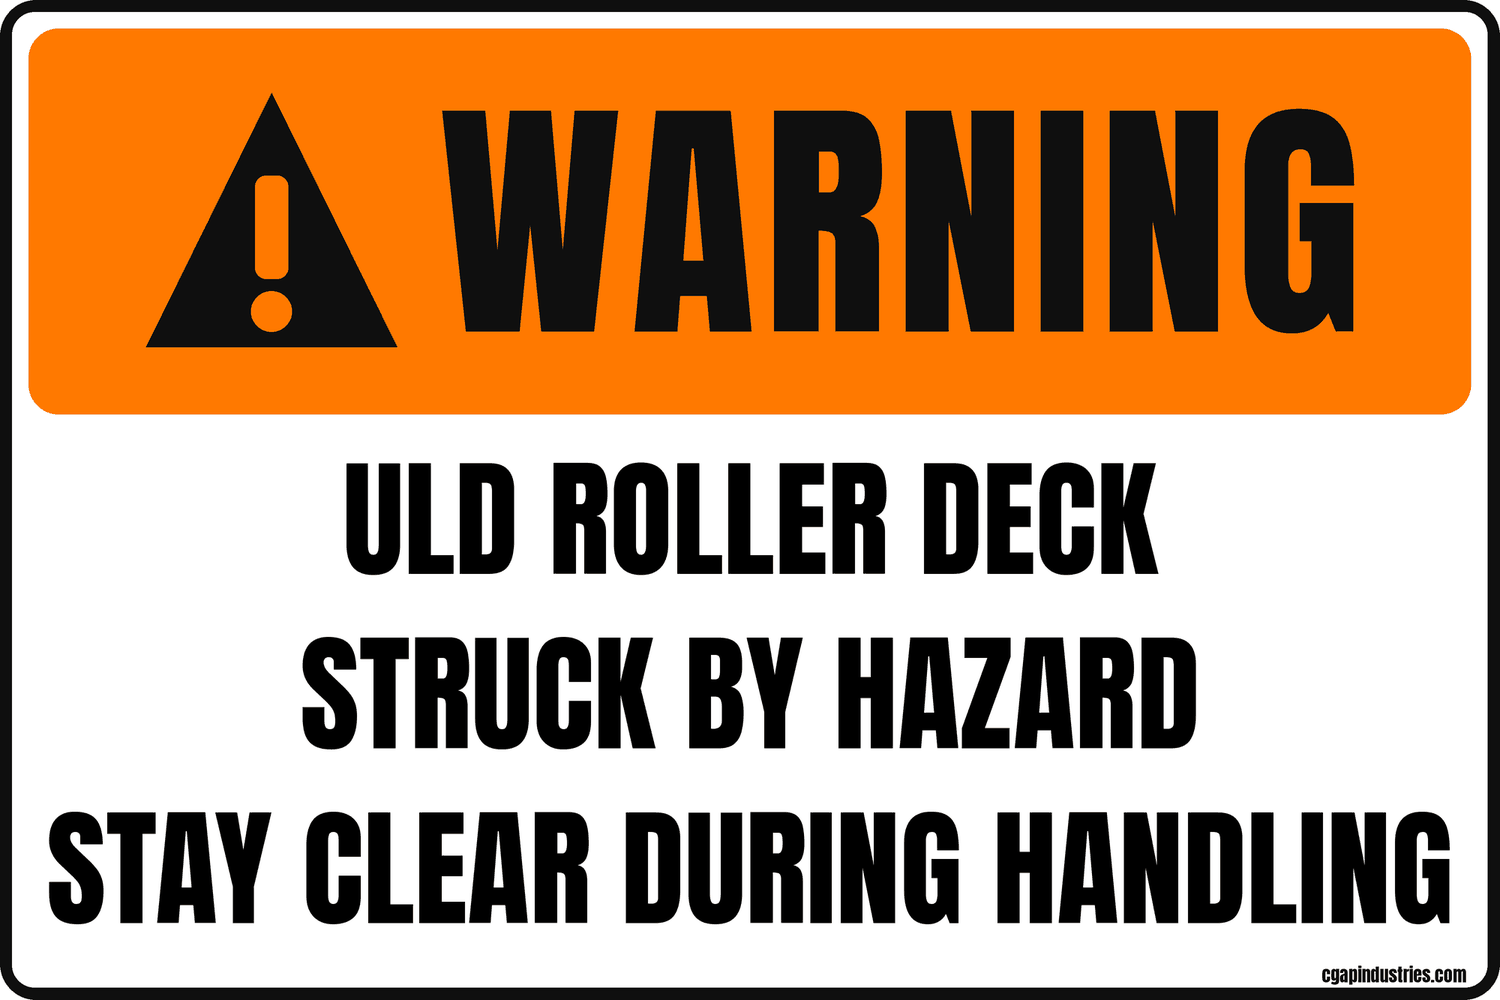 WARNING
ULD ROLLER DECK
STRUCK BY HAZARD
STAY CLEAR DURING HANDLING
cgapindustries.com